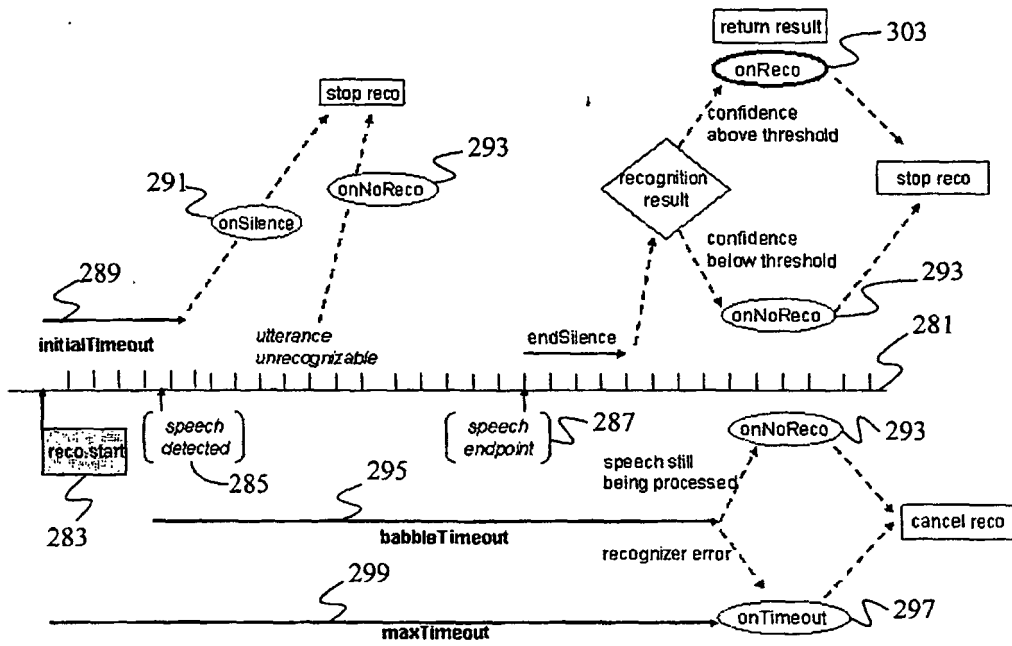 return result
303
onReco
stop reco
confidence
above threshold
293
291
onNoReco
recognition
result
stop reco
onSilence
confidence
below threshold
289
293
onNoReco
initialTimeout
utterance
unrecognizable
endSilence
281
reco.start
speech
detected
speech
endpoint
287
onNoReco
293
285
295
speech still
being processed
283
babbleTimeout
recognizer error
cancel reco
299
maxTimeout
onTimeout
297